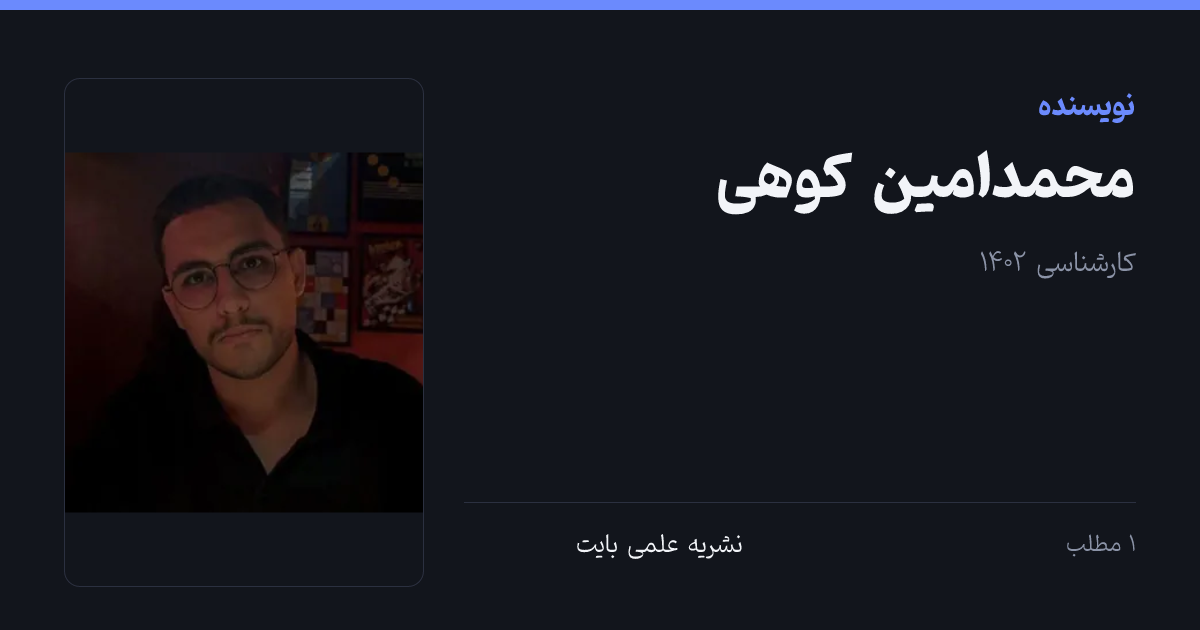 نویسنده
محمدامین کوهی
کارشناسی ۱۴۰۲
۱ مطلب
نشریه علمی بایت